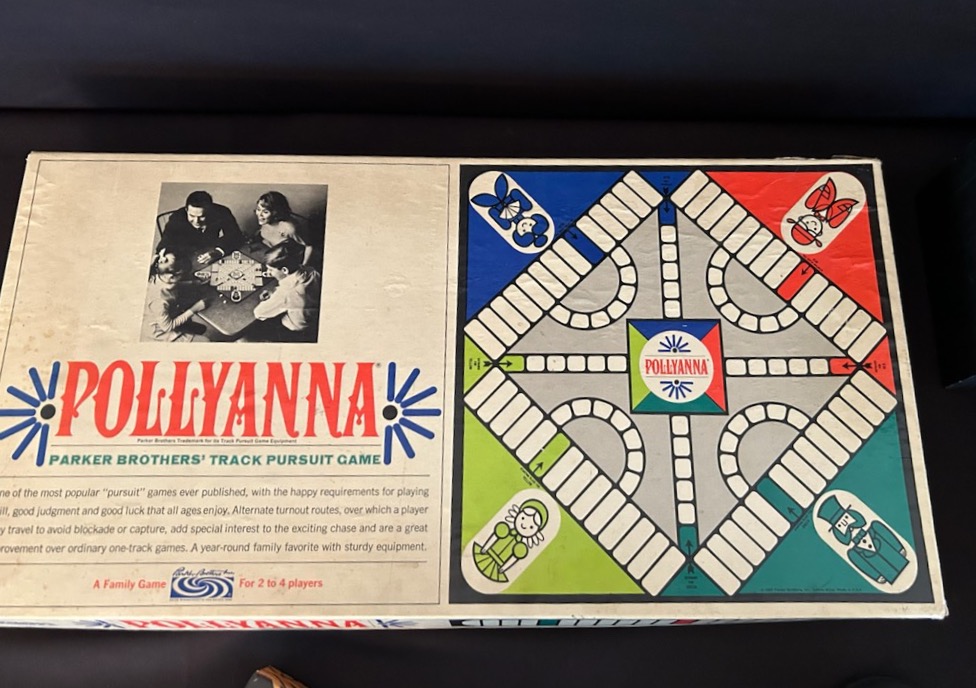 POLLYANNA
Parker Brothers Trademark for its Track Pursuit Game Equipment
PARKER BROTHERS' TRACK PURSUIT GAME
ne of the most popular "pursuit" games ever published, with the happy requirements for playing
ill, good judgment and good luck that all ages enjoy. Alternate turnout routes, over which a player
y travel to avoid blockade or capture, add special interest to the exciting chase and are a great
rovement over ordinary one-track games. A year-round family favorite with sturdy equipment.
A Family Game
Parker Brothers
For 2 to 4 players
POLLYANNA
POLLYANNA